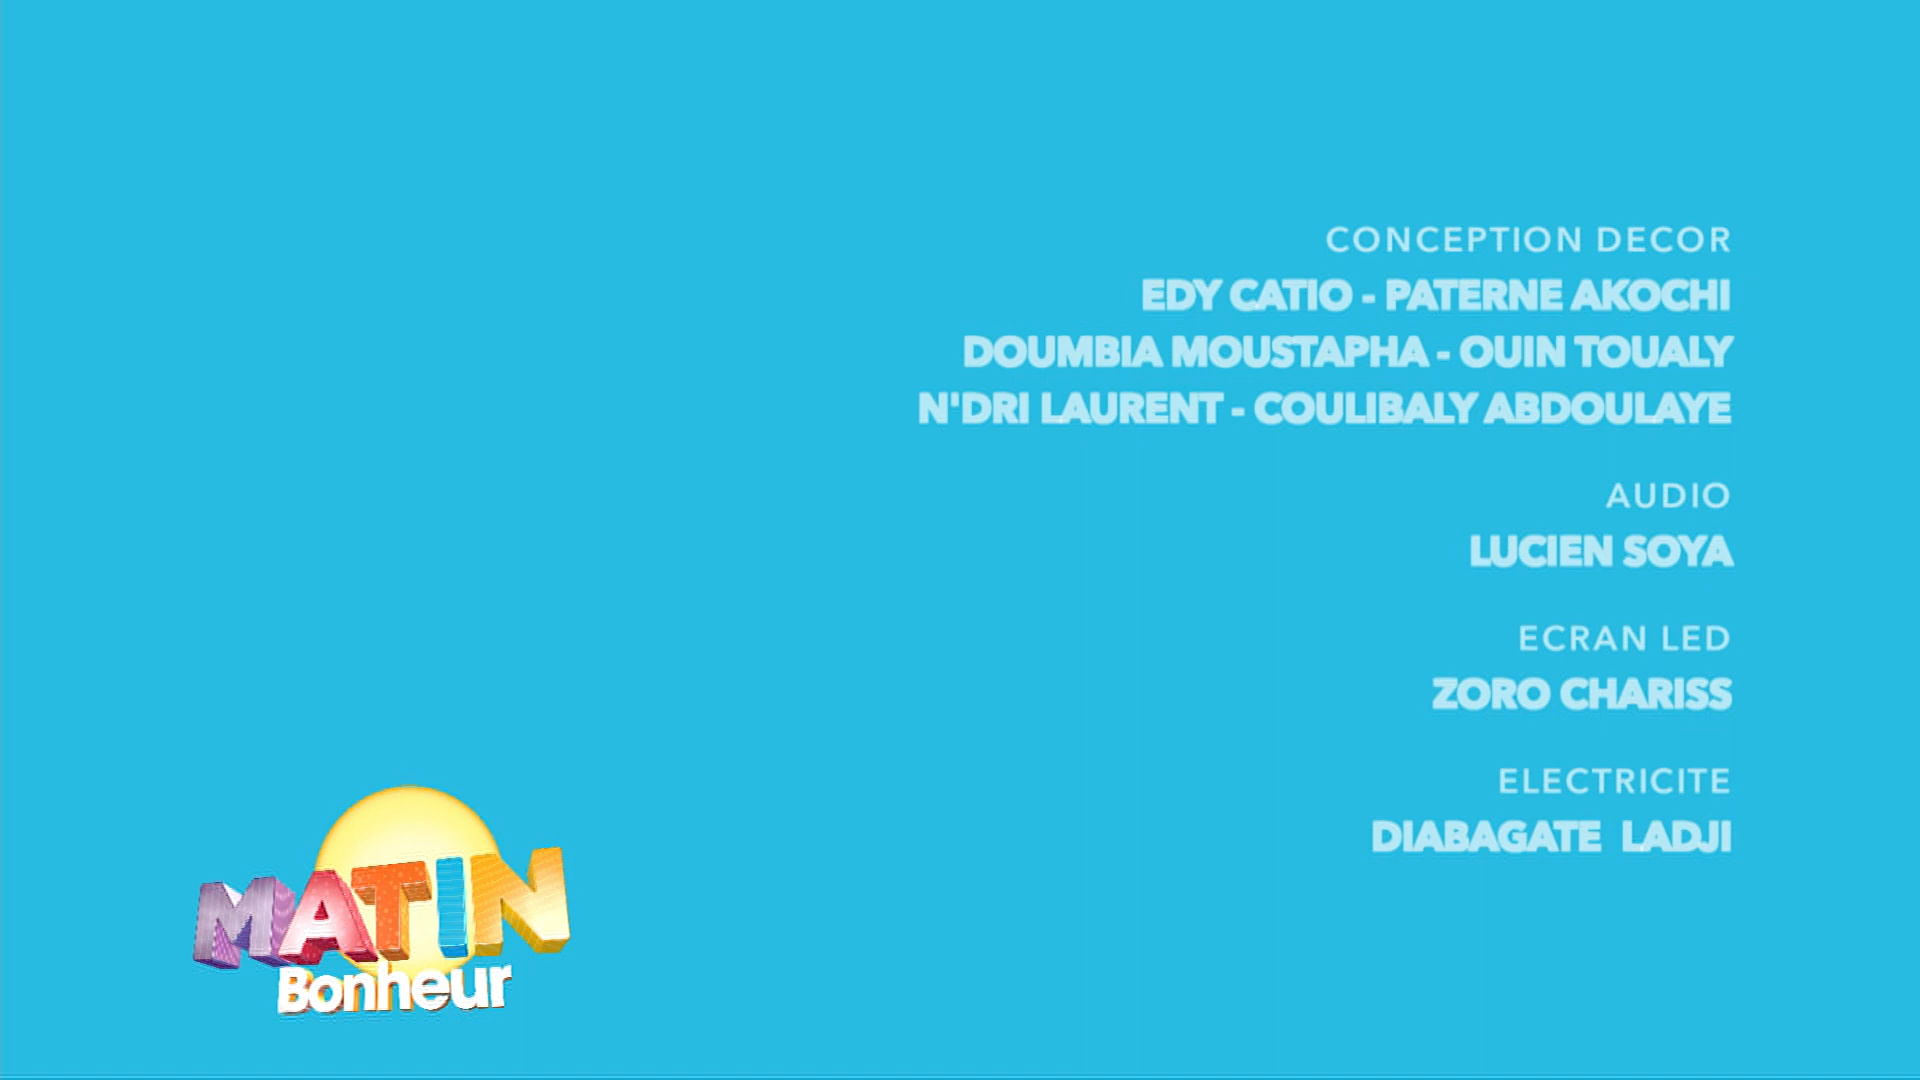 CONCEPTION DECOR
EDY CATIO - PATERNE AKOCHI
DOUMBIA MOUSTAPHA - OUIN TOUALY
N'DRI LAURENT - COULIBALY ABDOULAYE
AUDIO
LUCIEN SOYA
ECRAN LED
ZORO CHARISS
ELECTRICITE
DIABAGATE LADJI
MATIN
Bonheur